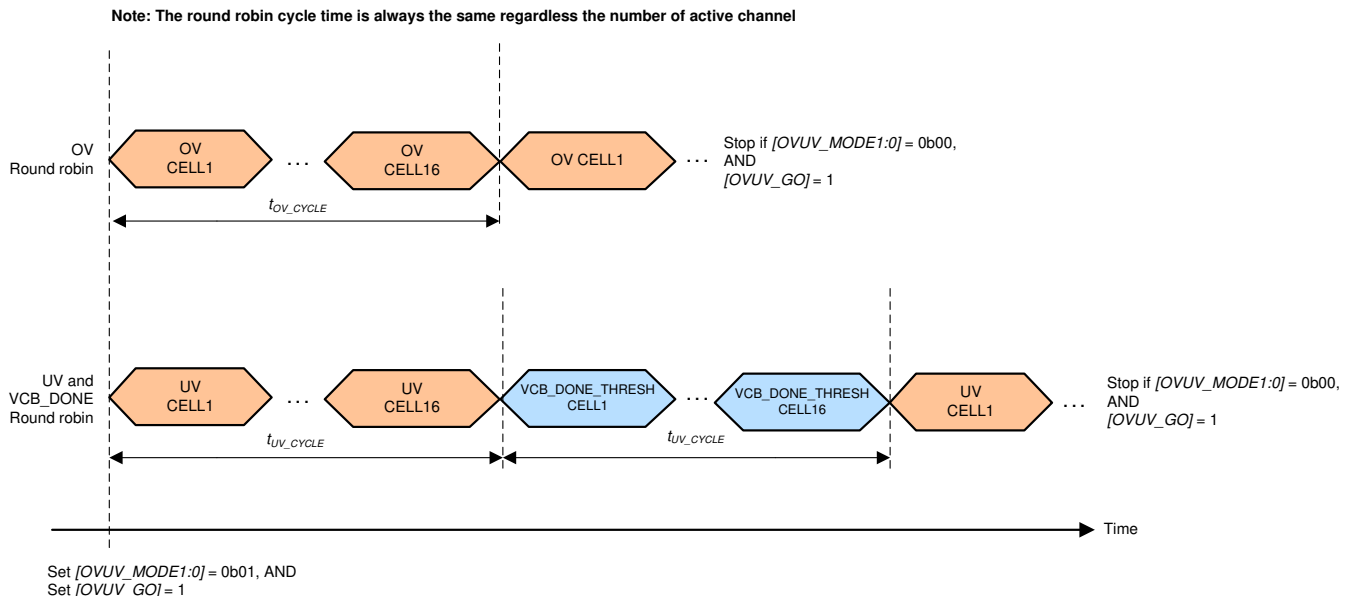 Note: The round robin cycle time is always the same regardless the number of active channel
OV
Round robin
OV
CELL1
...
OV
CELL16
OV CELL1
...
Stop if [OVUV_MODE1:0] = 0b00,
AND
[OVUV_GO] = 1
tOV_CYCLE
UV and
VCB_DONE
Round robin
UV
CELL1
...
UV
CELL16
VCB_DONE_THRESH
CELL1
...
VCB_DONE_THRESH
CELL16
UV
CELL1
...
Stop if [OVUV_MODE1:0] = 0b00,
AND
[OVUV_GO] = 1
tUV_CYCLE
tUV_CYCLE
Time
Set [OVUV_MODE1:0] = 0b01, AND
Set [OVUV_GO] = 1